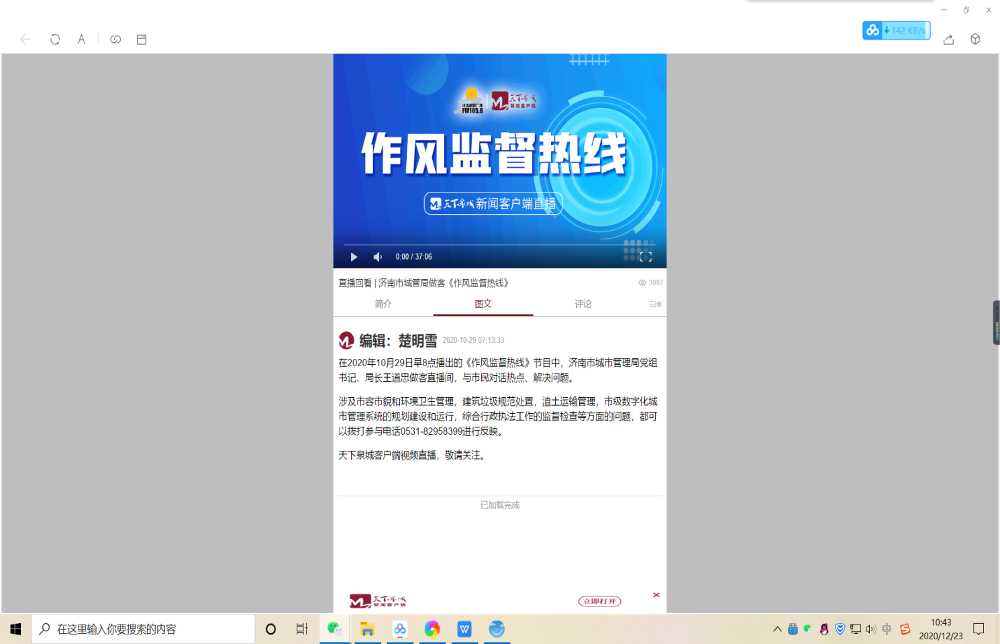 142 KB/s
济南新闻广播
FM105.8
天下泉城
新闻客户端
作风监督热线
天下泉城 新闻客户端直播
0:00 / 37:06
直播回看 | 济南市城管局做客《作风监督热线》
3097
简介
图文
评论
编辑：楚明雪 2020-10-29 07:13:33
在2020年10月29日早8点播出的《作风监督热线》节目中，济南市城市管理局党组
书记、局长王道忠做客直播间，与市民对话热点、解决问题。
涉及市容市貌和环境卫生管理，建筑垃圾规范处置，渣土运输管理，市级数字化城
市管理系统的规划建设和运行，综合行政执法工作的监督检查等方面的问题，都可
以拨打参与电话0531-82958399进行反映。
天下泉城客户端视频直播，敬请关注。
已加载完成
天下泉城
新闻客户端
立即打开
在这里输入你要搜索的内容
中
10:43
2020/12/23